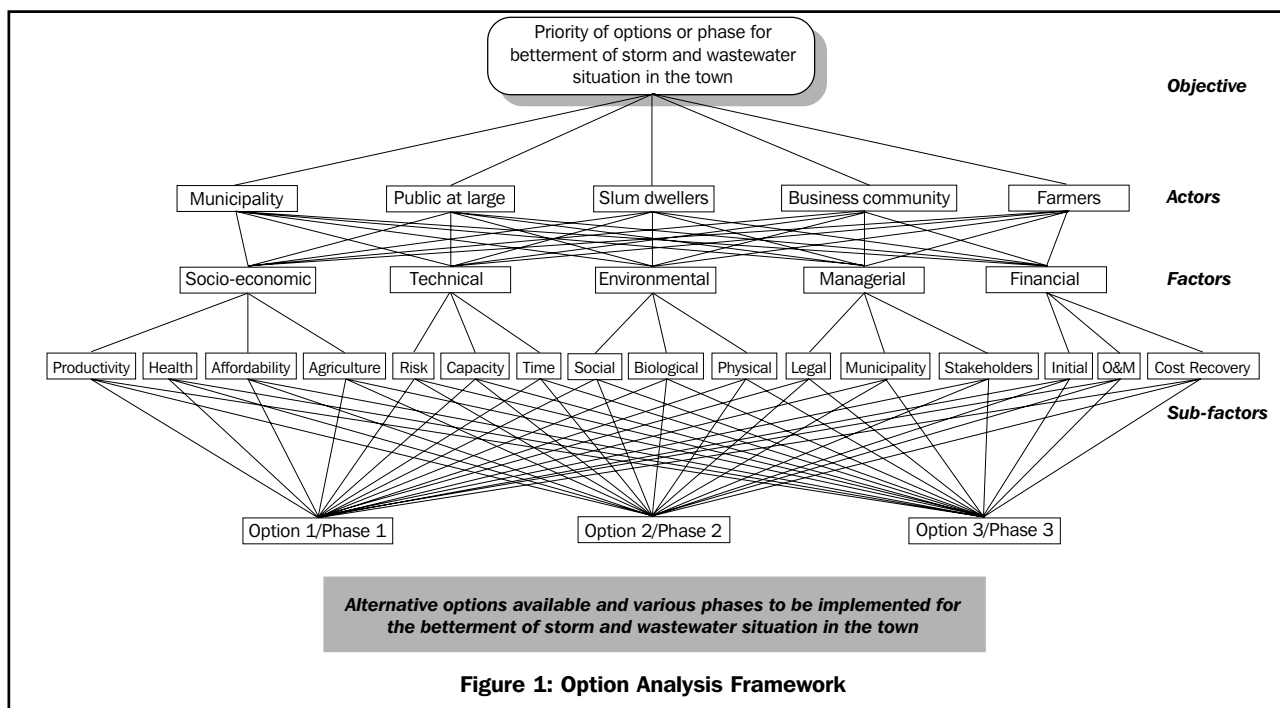 Priority of options or phase for
betterment of storm and wastewater
situation in the town
Objective
Municipality
Public at large
Slum dwellers
Business community
Farmers
Actors
Socio-economic
Technical
Environmental
Managerial
Financial
Factors
Productivity
Health
Affordability
Agriculture
Risk
Capacity
Time
Social
Biological
Physical
Legal
Municipality
Stakeholders
Initial
O&M
Cost Recovery
Sub-factors
Option 1/Phase 1
Option 2/Phase 2
Option 3/Phase 3
Alternative options available and various phases to be implemented for
the betterment of storm and wastewater situation in the town
Figure 1: Option Analysis Framework